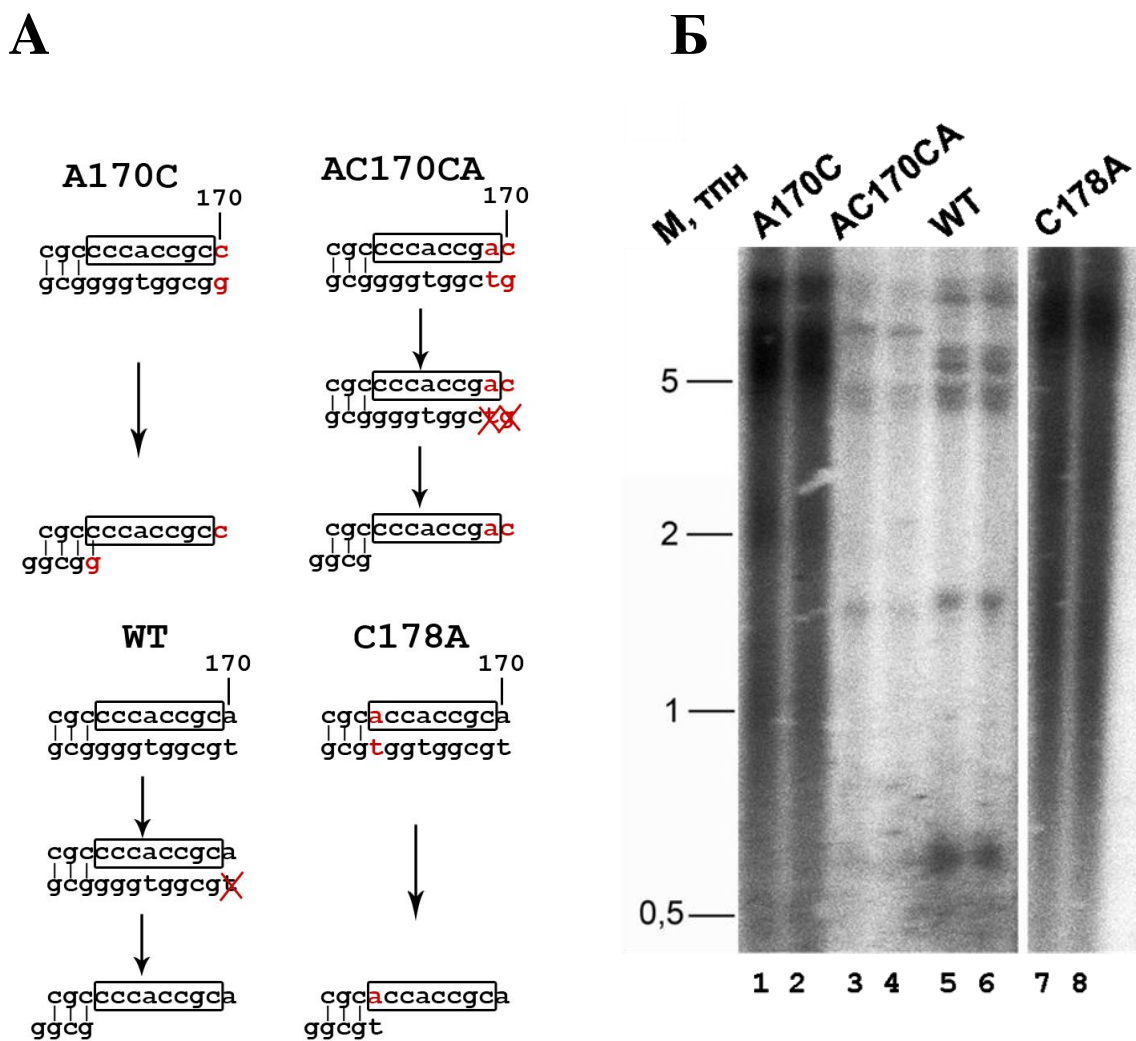 А
Б
A170C
170
cgccccaccgcc
gcggggtggcgg
cgccccaccgcc
ggcgg
AC170CA
170
cgccccaccgac
gcggggtggctg
cgccccaccgac
gcggggtggctg
cgccccaccgac
ggcg
WT
170
cgccccaccgca
gcggggtggcgt
cgccccaccgca
gcggggtggcgt
cgccccaccgca
ggcg
C178A
170
cgcaccaccgca
gcgtggtggcgt
cgcaccaccgca
ggcgt
М, тпн
A170C
AC170CA
WT
C178A
5
2
1
0,5
1 2 3 4 5 6 7 8